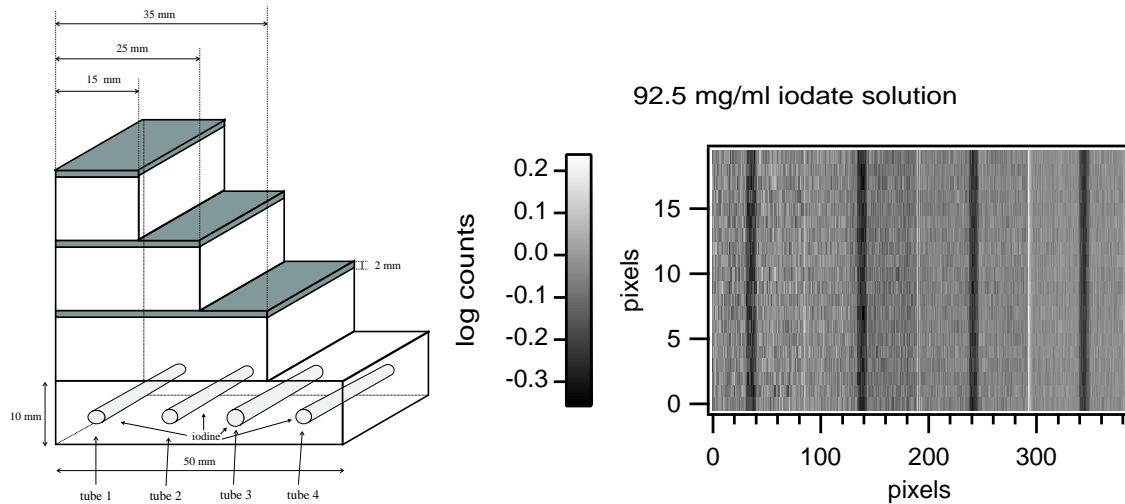 35 mm
25 mm
15 mm
2 mm
10 mm
iodine
50 mm
tube 1 tube 2 tube 3 tube 4
92.5 mg/ml iodate solution
log counts
0.2
0.1
0.0
-0.1
-0.2
-0.3
pixels
15
10
5
0
0 100 200 300
pixels